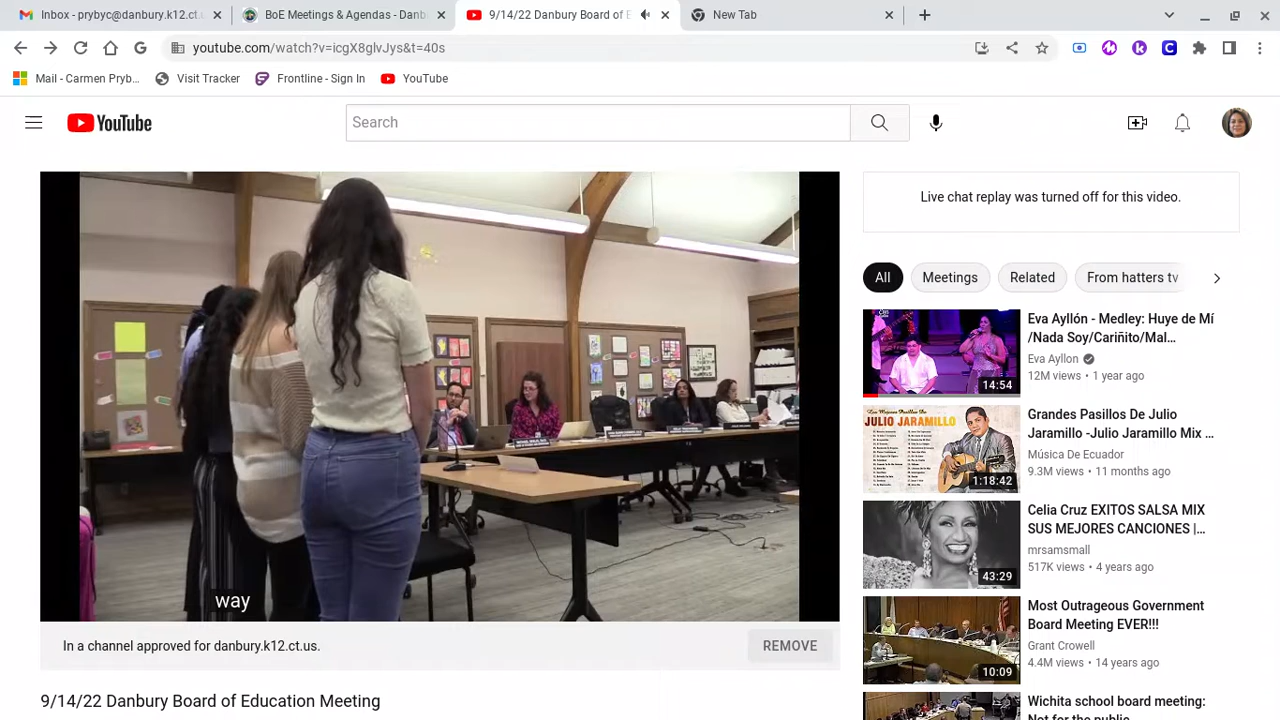 Inbox - prybyc@danbury.k12.ct.u
BoE Meetings & Agendas - Danb
9/14/22 Danbury Board of E
New Tab
youtube.com/watch?v=icgX8glvJys&t=40s
Mail - Carmen Pryb...
Visit Tracker
Frontline - Sign In
YouTube
YouTube
Search
Live chat replay was turned off for this video.
All
Meetings
Related
From hatters tv
Eva Ayllón - Medley: Huye de Mí
/Nada Soy/Cariñito/Mal...
Eva Ayllon
12M views • 1 year ago
14:54
Grandes Pasillos De Julio
Jaramillo -Julio Jaramillo Mix ...
Música De Ecuador
9.3M views • 11 months ago
JULIO JARAMILLO
1:18:42
Celia Cruz EXITOS SALSA MIX
SUS MEJORES CANCIONES |...
mrsamsmall
517K views • 4 years ago
43:29
Most Outrageous Government
Board Meeting EVER!!!
Grant Crowell
4.4M views • 14 years ago
10:09
Wichita school board meeting:
way
In a channel approved for danbury.k12.ct.us.
REMOVE
9/14/22 Danbury Board of Education Meeting